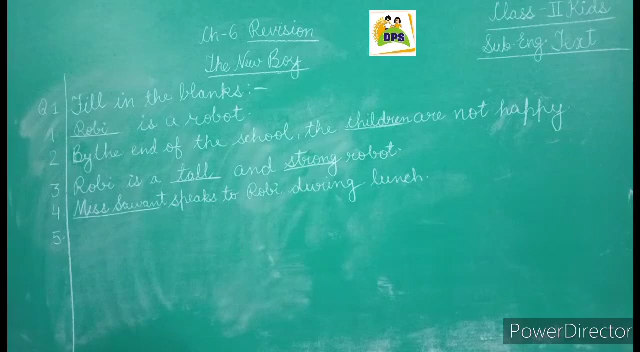 Ch-6 Revision
The New Boy
DPS
Class-II Kids
Sub-Eng. Text
Q1 Fill in the blanks:-
1 Robi is a robot.
2 By the end of the school, the children are not happy
3 Robi is a tall and strong robot.
4 Miss Sawant speaks to Robi during lunch.
5.
PowerDirector